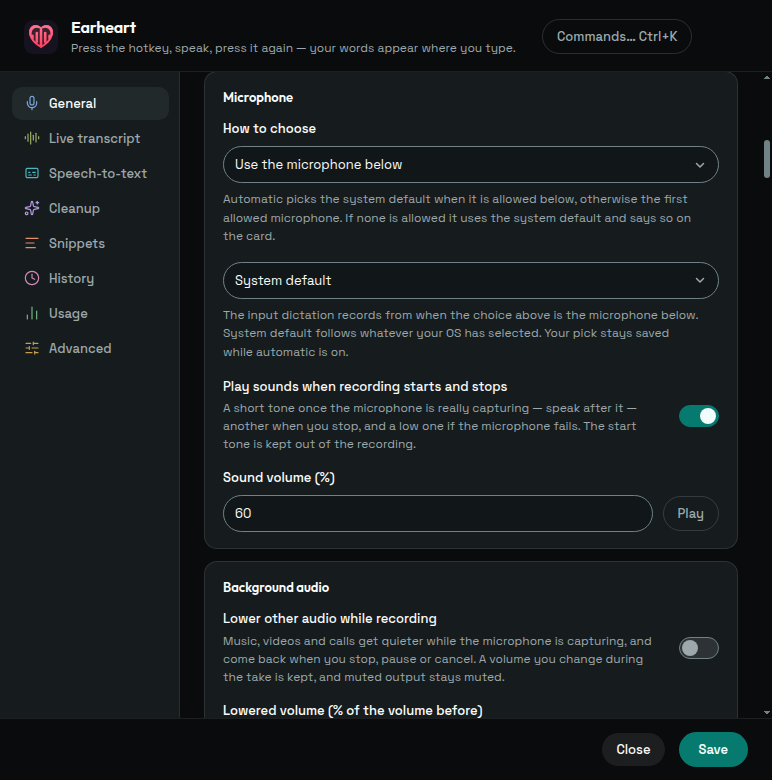 Earheart
Press the hotkey, speak, press it again — your words appear where you type.
Commands... Ctrl+K
General
Live transcript
Speech-to-text
Cleanup
Snippets
History
Usage
Advanced
Microphone
How to choose
Use the microphone below
Automatic picks the system default when it is allowed below, otherwise the first
allowed microphone. If none is allowed it uses the system default and says so on
the card.
System default
The input dictation records from when the choice above is the microphone below.
System default follows whatever your OS has selected. Your pick stays saved
while automatic is on.
Play sounds when recording starts and stops
A short tone once the microphone is really capturing — speak after it —
another when you stop, and a low one if the microphone fails. The start
tone is kept out of the recording.
Sound volume (%)
60
Play
Background audio
Lower other audio while recording
Music, videos and calls get quieter while the microphone is capturing, and
come back when you stop, pause or cancel. A volume you change during
the take is kept, and muted output stays muted.
Lowered volume (% of the volume before)
Close
Save